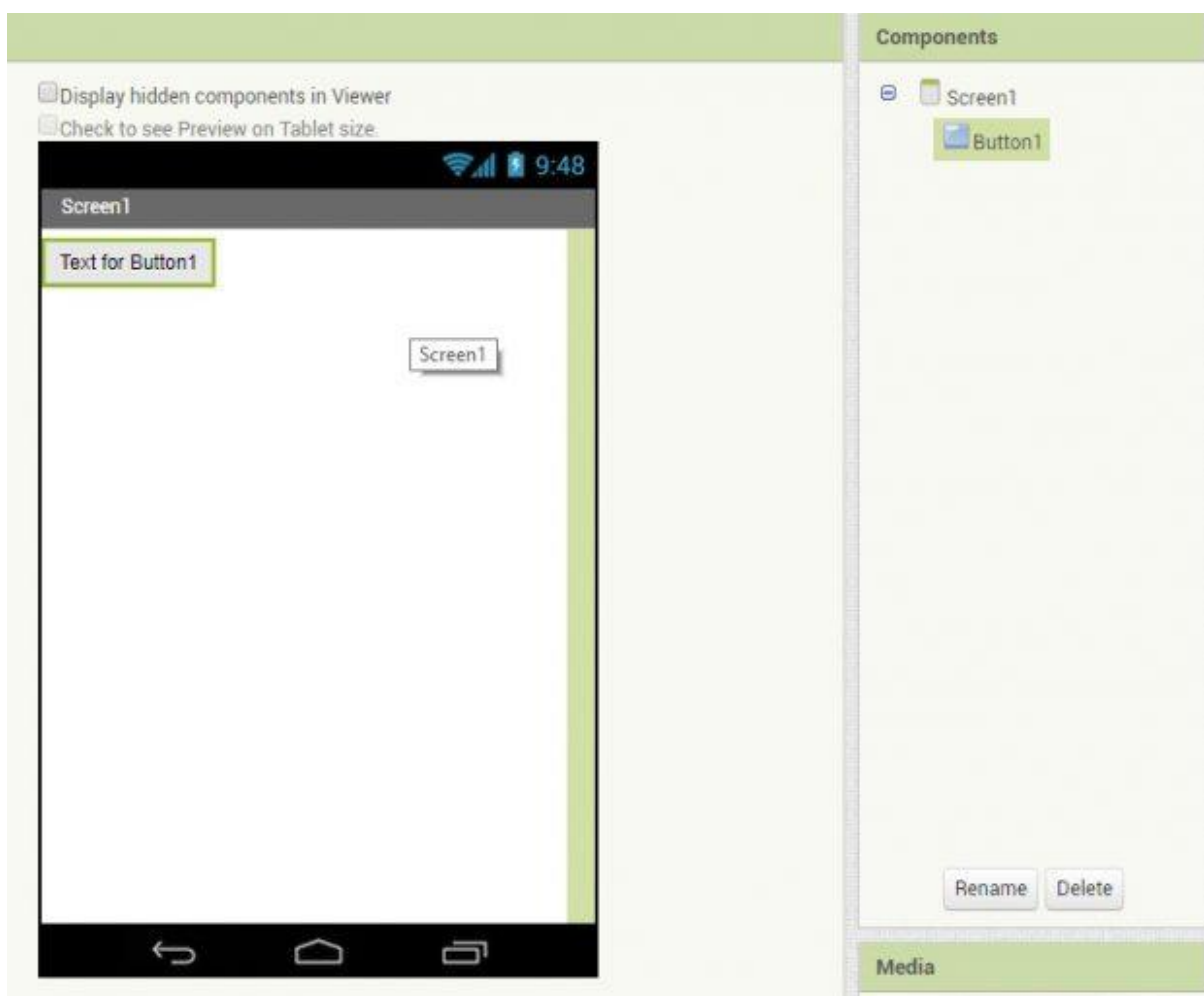 Components
Display hidden components in Viewer
Check to see Preview on Tablet size.
Screen1
Button1
9:48
Screen1
Text for Button1
Screen1
Rename
Delete
Media